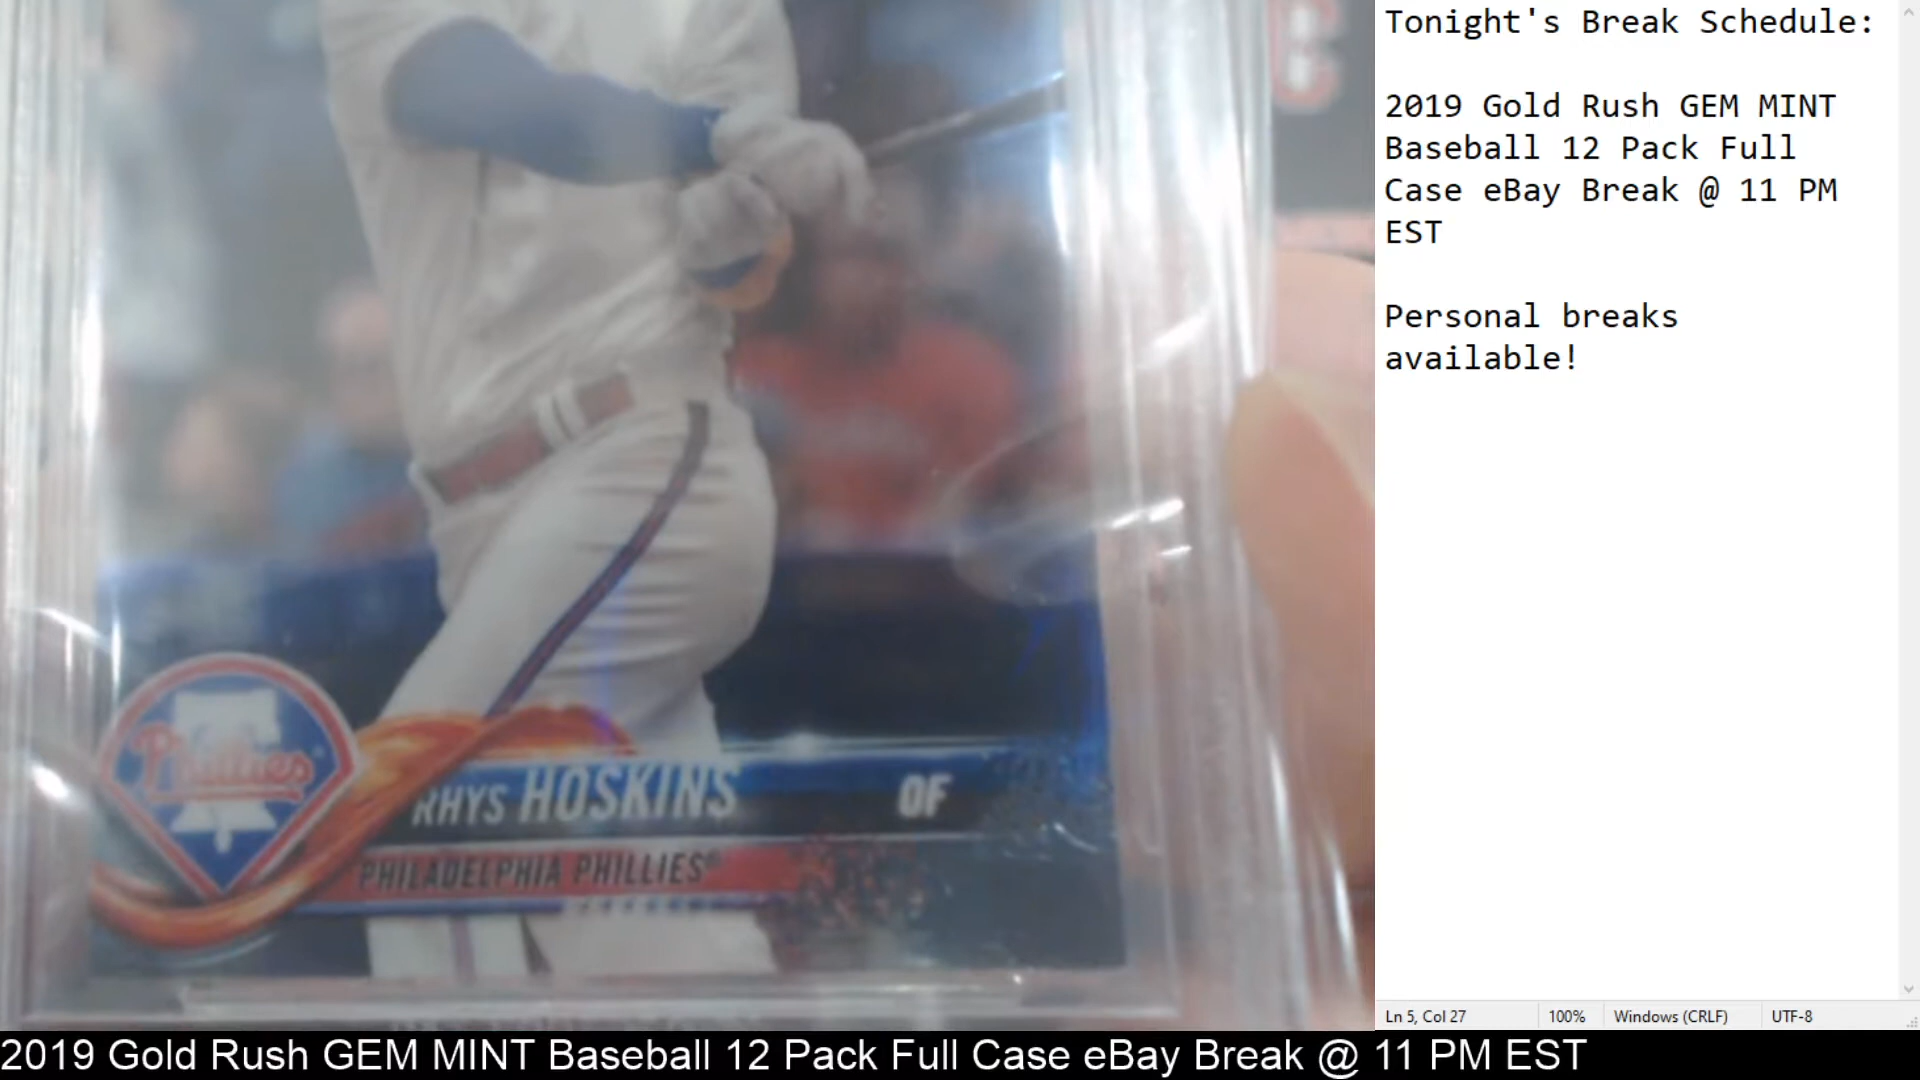 Tonight's Break Schedule:
2019 Gold Rush GEM MINT
Baseball 12 Pack Full
Case eBay Break @ 11 PM
EST
Personal breaks
available!
Phillies
RHYS HOSKINS OF
PHILADELPHIA PHILLIES®
Ln 5, Col 27 100% Windows (CRLF) UTF-8
2019 Gold Rush GEM MINT Baseball 12 Pack Full Case eBay Break @ 11 PM EST